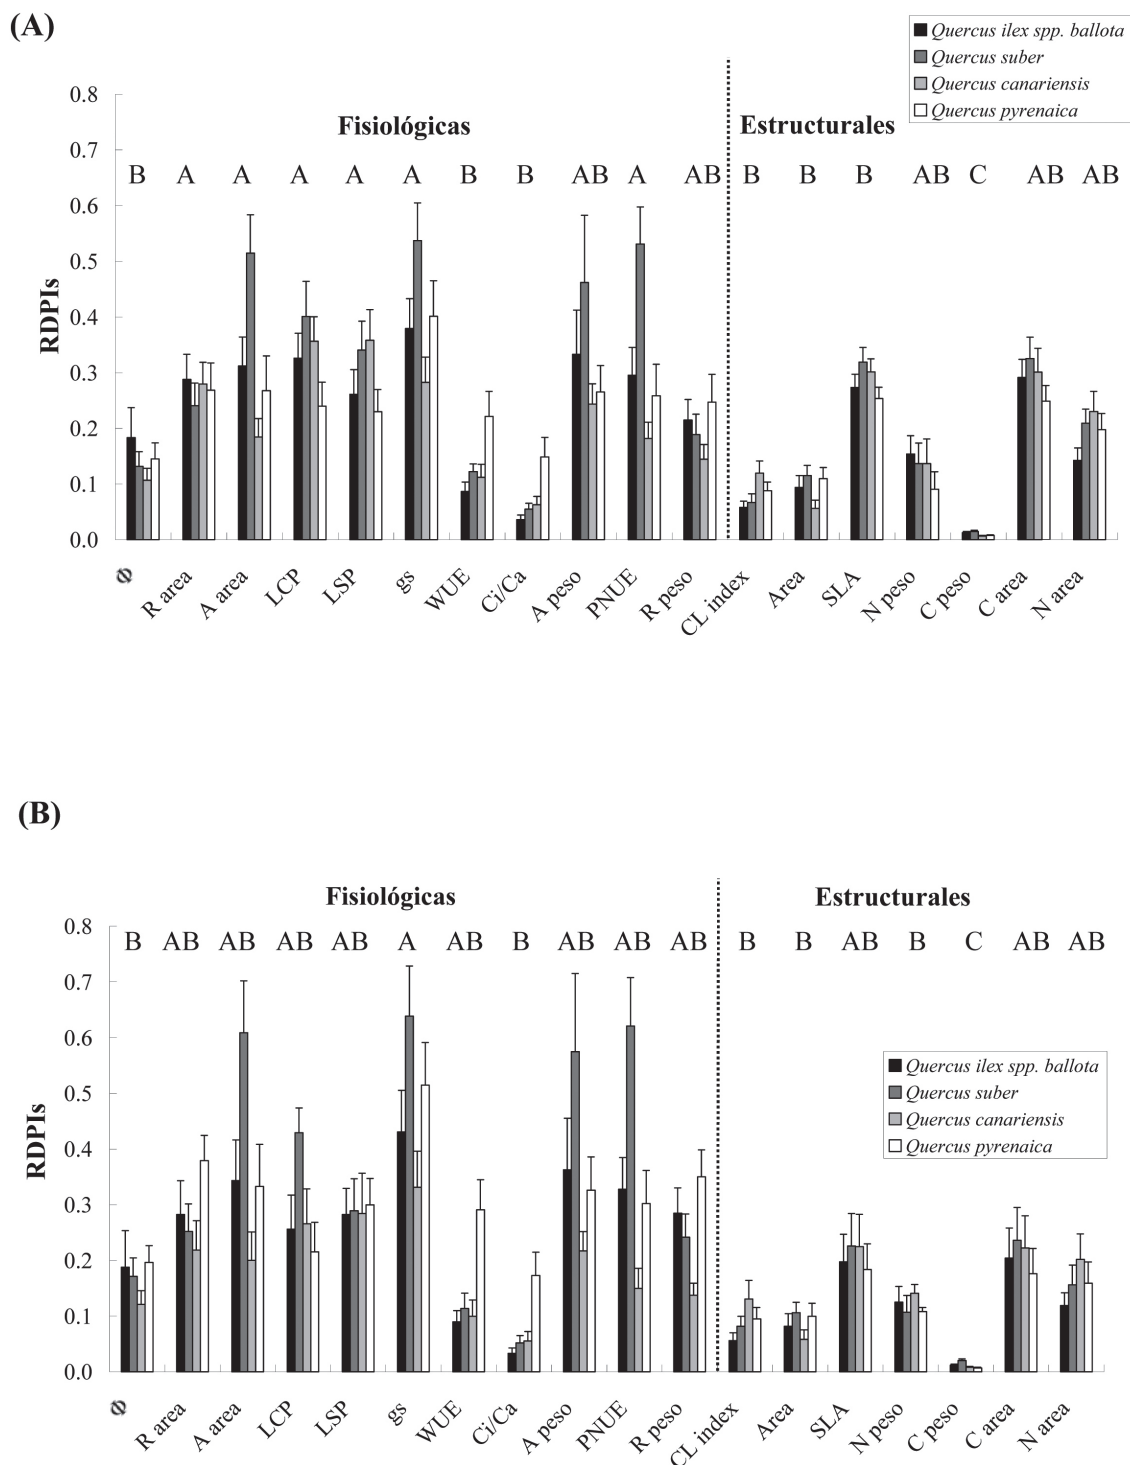 (A)
Quercus ilex spp. ballota
Quercus suber
Quercus canariensis
Quercus pyrenaica
Fisiológicas
Estructurales
B A A A A A B B AB A AB B B B AB C AB AB
0.8
0.7
0.6
0.5
0.4
0.3
0.2
0.1
0.0
RDPIs
Φ
R area
A area
LCP
LSP
gs
WUE
Ci/Ca
A peso
PNUE
R peso
CL index
Area
SLA
N peso
C peso
C area
N area
(B)
Fisiológicas
Estructurales
B AB AB AB AB A AB B AB AB AB B B AB B C AB AB
0.8
0.7
0.6
0.5
0.4
0.3
0.2
0.1
0.0
RDPIs
Quercus ilex spp. ballota
Quercus suber
Quercus canariensis
Quercus pyrenaica
Φ
R area
A area
LCP
LSP
gs
WUE
Ci/Ca
A peso
PNUE
R peso
CL index
Area
SLA
N peso
C peso
C area
N area